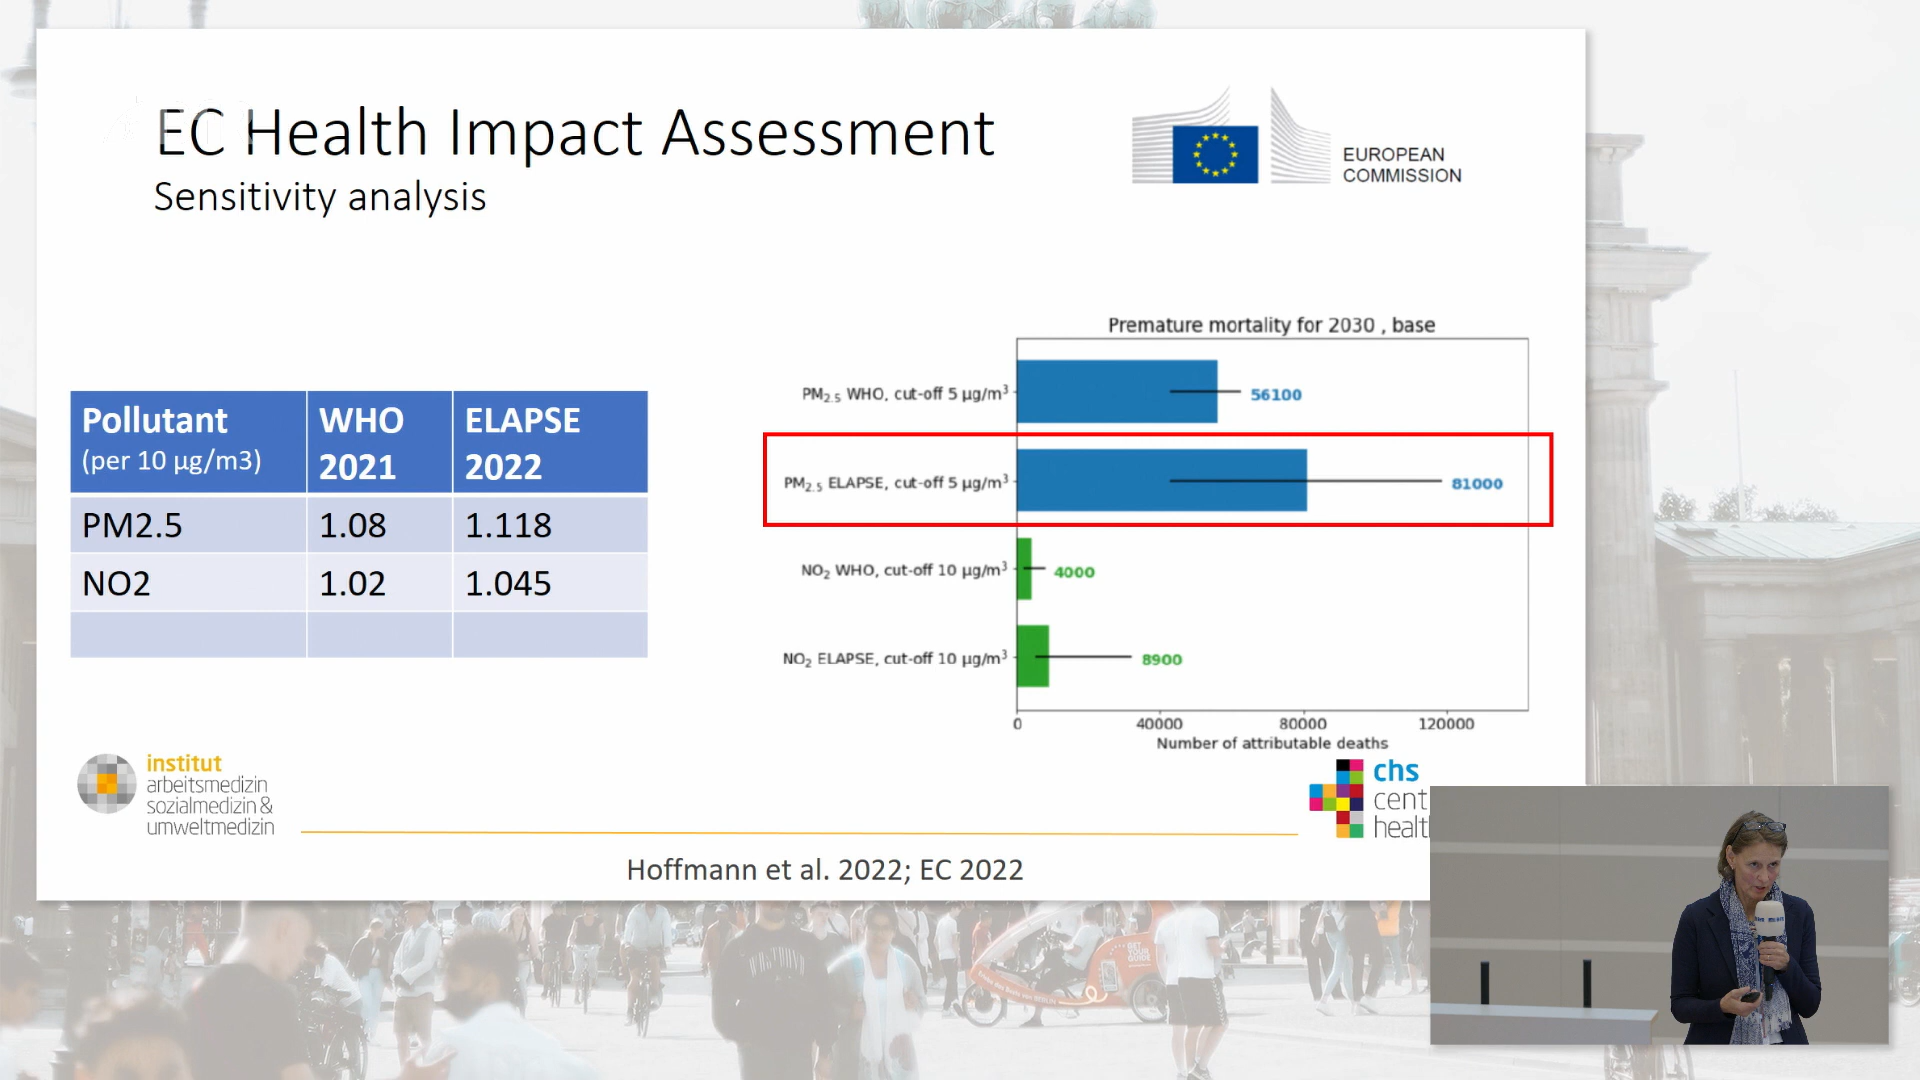 EC Health Impact Assessment
Sensitivity analysis
EUROPEAN
COMMISSION
Pollutant
(per 10 µg/m3)
WHO
2021
ELAPSE
2022
PM2.5
1.08
1.118
NO2
1.02
1.045
Premature mortality for 2030 , base
PM2.5 WHO, cut-off 5 µg/m3
56100
PM2.5 ELAPSE, cut-off 5 µg/m3
81000
NO2 WHO, cut-off 10 µg/m3
4000
NO2 ELAPSE, cut-off 10 µg/m3
8900
0
40000
80000
120000
Number of attributable deaths
institut
arbeitsmedizin
sozialmedizin &
umweltmedizin
chs
cent
healt
Hoffmann et al. 2022; EC 2022
GET
YOUR
GUIDE